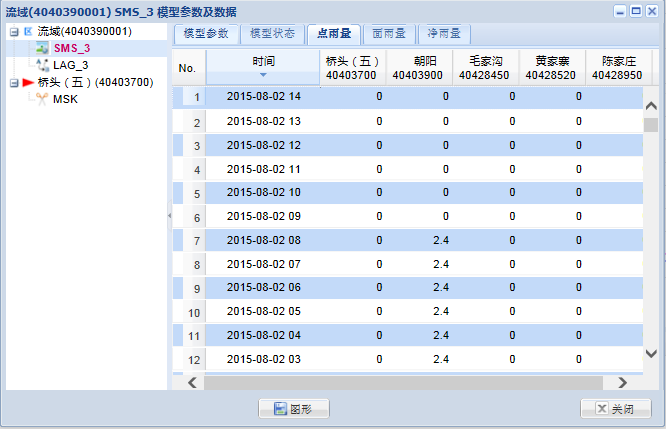 流域(4040390001) SMS_3 模型参数及数据
流域(4040390001)
SMS_3
LAG_3
桥头（五）(40403700)
MSK
模型参数 模型状态 点雨量 面雨量 净雨量
No. 时间 桥头（五）40403700 朝阳 40403900 毛家沟 40428450 黄家寨 40428520 陈家庄 40428950
1 2015-08-02 14 0 0 0 0
2 2015-08-02 13 0 0 0 0
3 2015-08-02 12 0 0 0 0
4 2015-08-02 11 0 0 0 0
5 2015-08-02 10 0 0 0 0
6 2015-08-02 09 0 0 0 0
7 2015-08-02 08 0 2.4 0 0
8 2015-08-02 07 0 2.4 0 0
9 2015-08-02 06 0 2.4 0 0
10 2015-08-02 05 0 2.4 0 0
11 2015-08-02 04 0 2.4 0 0
12 2015-08-02 03 0 2.4 0 0
图形 关闭